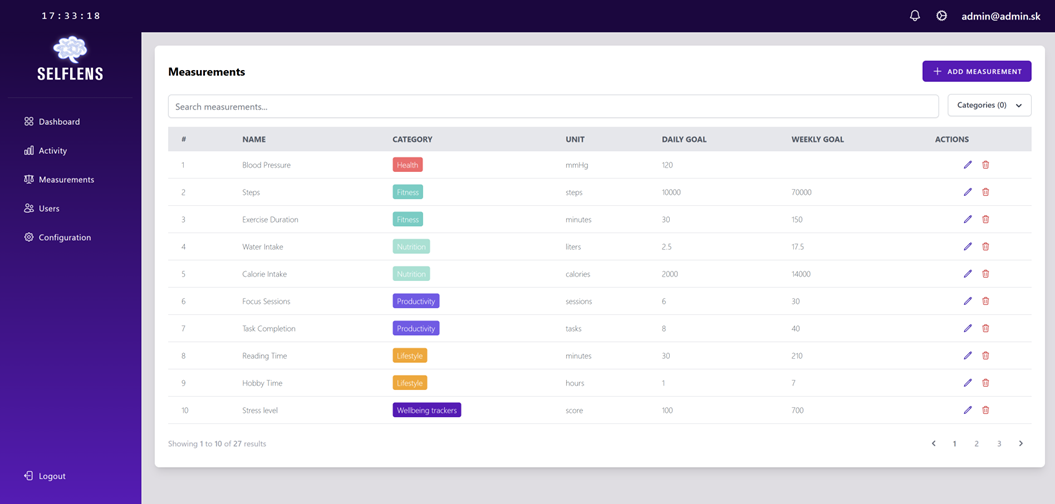 17:33:18
admin@admin.sk
SELFLENS
Dashboard
Activity
Measurements
Users
Configuration
Logout
Measurements
ADD MEASUREMENT
Search measurements...
Categories (0)
# NAME CATEGORY UNIT DAILY GOAL WEEKLY GOAL ACTIONS
1 Blood Pressure Health mmHg 120
2 Steps Fitness steps 10000 70000
3 Exercise Duration Fitness minutes 30 150
4 Water Intake Nutrition liters 2.5 17.5
5 Calorie Intake Nutrition calories 2000 14000
6 Focus Sessions Productivity sessions 6 30
7 Task Completion Productivity tasks 8 40
8 Reading Time Lifestyle minutes 30 210
9 Hobby Time Lifestyle hours 1 7
10 Stress level Wellbeing trackers score 100 700
Showing 1 to 10 of 27 results
1 2 3